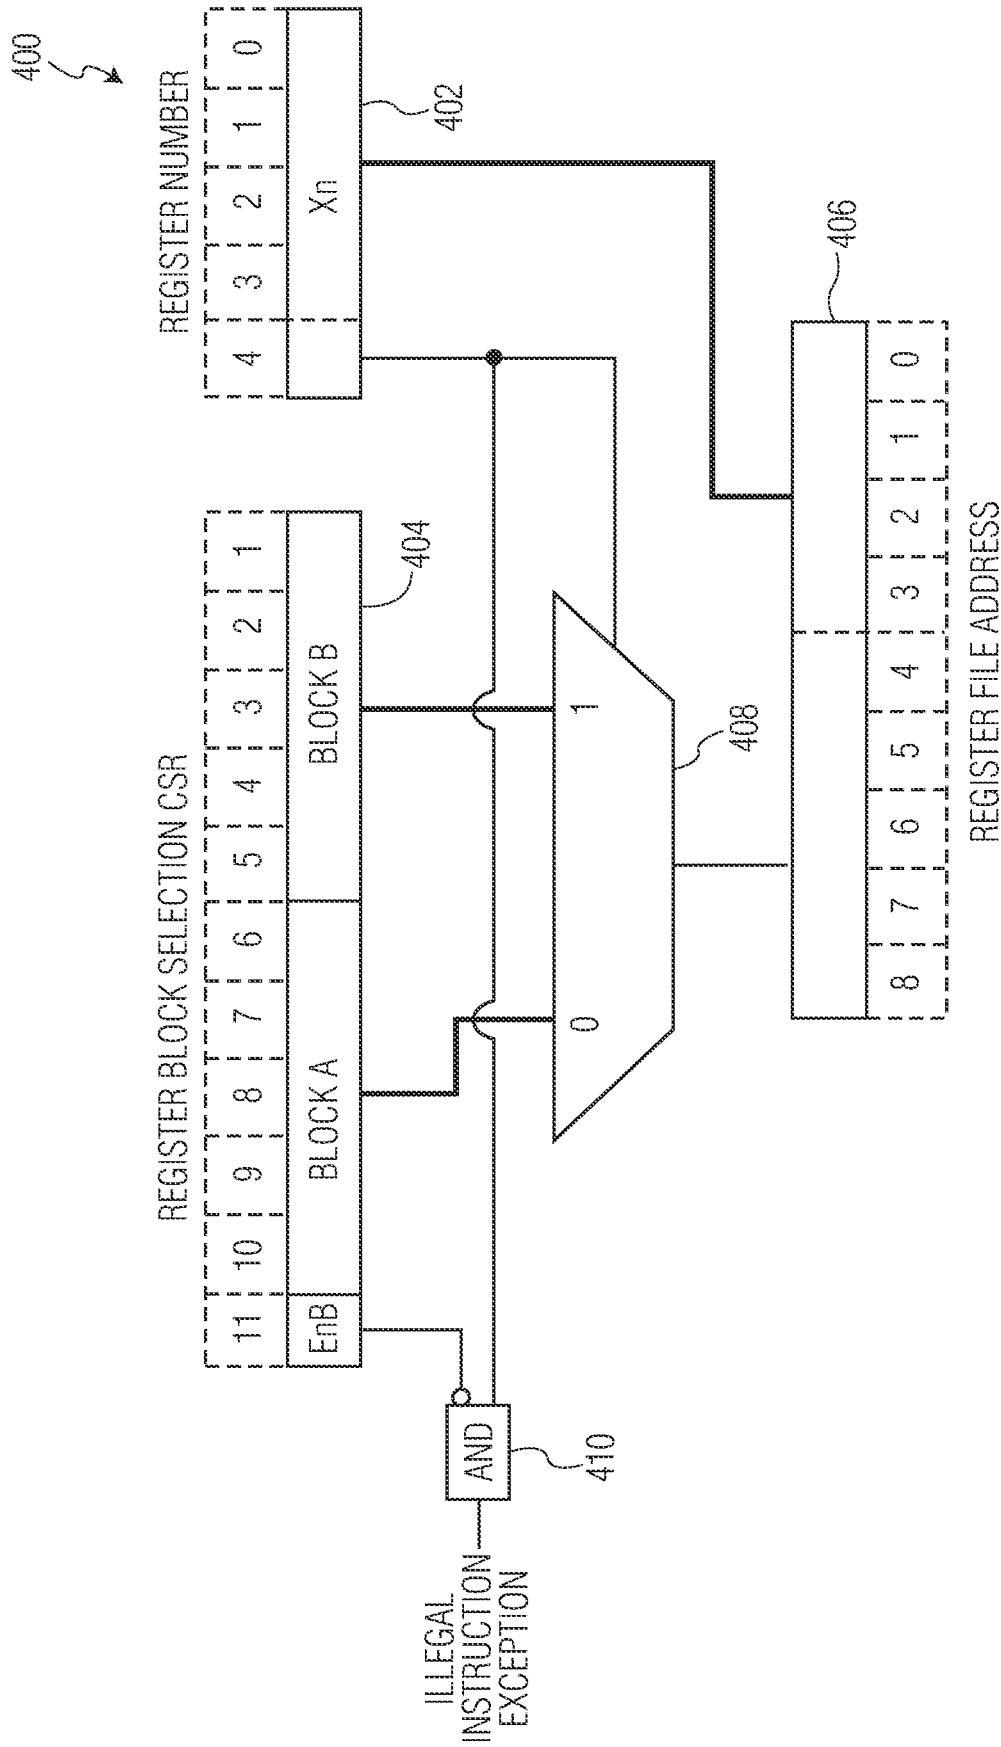 400
REGISTER BLOCK SELECTION CSR
REGISTER NUMBER
11 10 9 8 7 6 5 4 3 2 1
4 3 2 1 0
EnB BLOCK A BLOCK B
Xn
404
402
AND
410
ILLEGAL
INSTRUCTION
EXCEPTION
0 1
408
406
8 7 6 5 4 3 2 1 0
REGISTER FILE ADDRESS